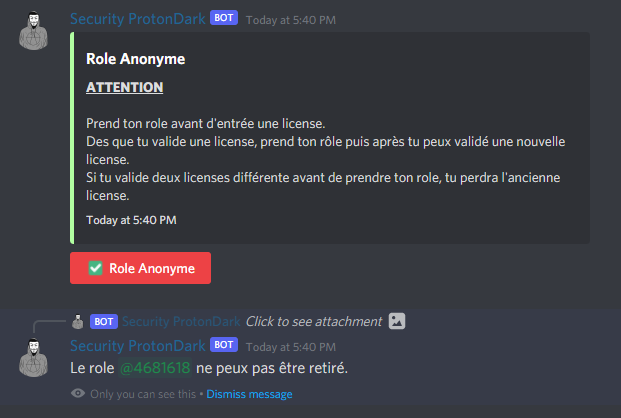 Security ProtonDark BOT Today at 5:40 PM
Role Anonyme
ATTENTION
Prend ton role avant d'entrée une license.
Des que tu valide une license, prend ton rôle puis après tu peux validé une nouvelle
license.
Si tu valide deux licenses différente avant de prendre ton role, tu perdra l'ancienne
license.
Today at 5:40 PM
Role Anonyme
BOT Security ProtonDark Click to see attachment
Security ProtonDark BOT Today at 5:40 PM
Le role @4681618 ne peux pas être retiré.
Only you can see this • Dismiss message